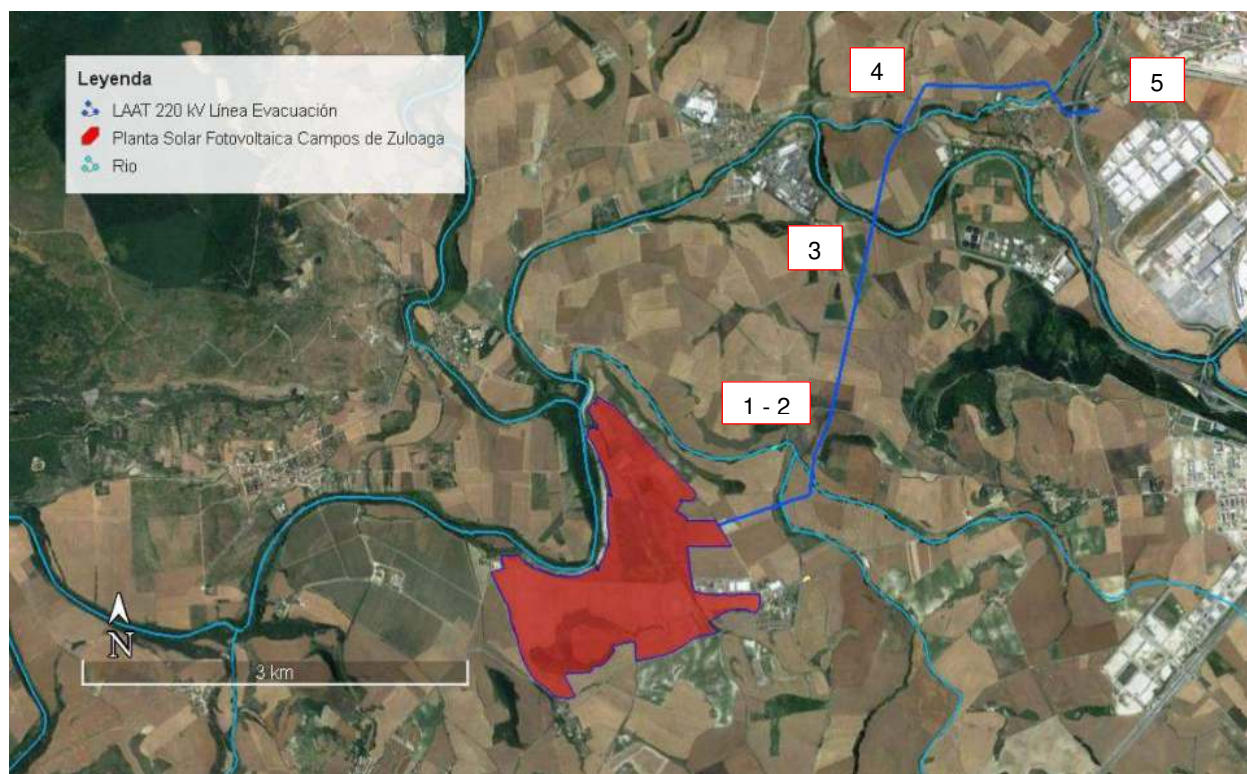 Leyenda
LAAT 220 kV Línea Evacuación
Planta Solar Fotovoltaica Campos de Zuloaga
Rio
4
5
3
1 - 2
N
3 km